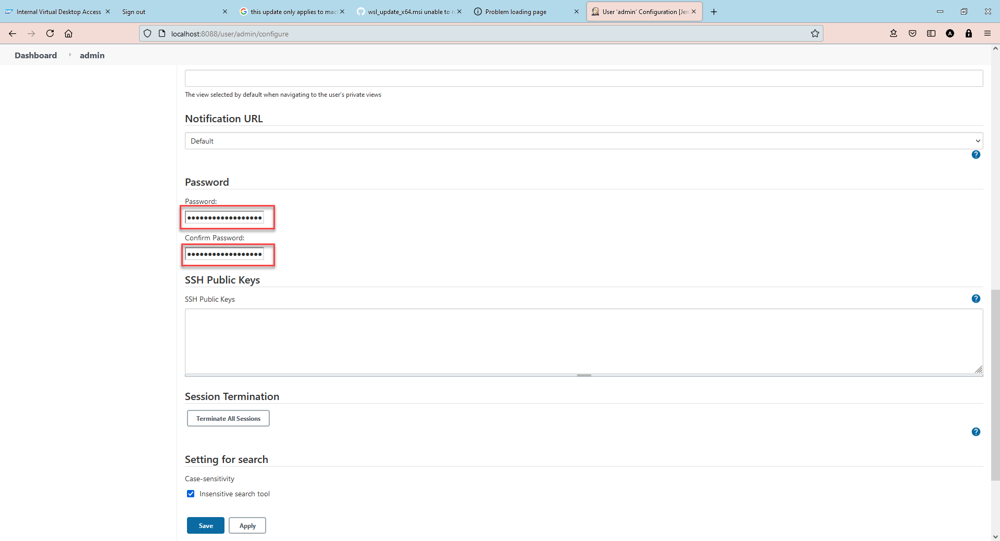 SAP Internal Virtual Desktop Access
Sign out
this update only applies to mac
wsl_update_x64.msi unable to r
Problem loading page
User ‘admin’ Configuration [Jen
localhost:8088/user/admin/configure
A
Dashboard
admin
The view selected by default when navigating to the user's private views
Notification URL
Default
?
Password
Password:
••••••••••••••••••
Confirm Password:
••••••••••••••••••
SSH Public Keys
SSH Public Keys
?
Session Termination
Terminate All Sessions
?
Setting for search
Case-sensitivity
Insensitive search tool
Save
Apply